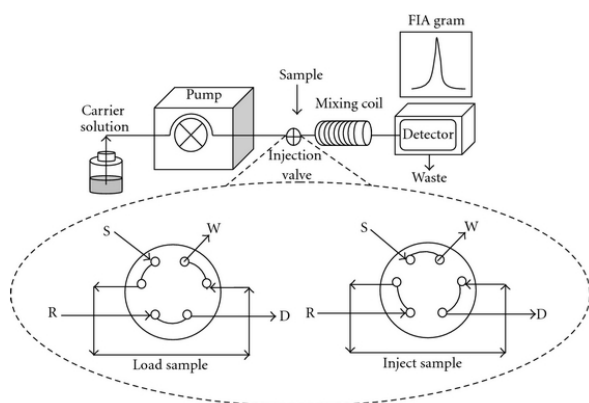 FIA gram
Sample
Pump
Mixing coil
Carrier
solution
Detector
Injection
valve
Waste
S
W
R
D
Load sample
S
W
R
D
Inject sample